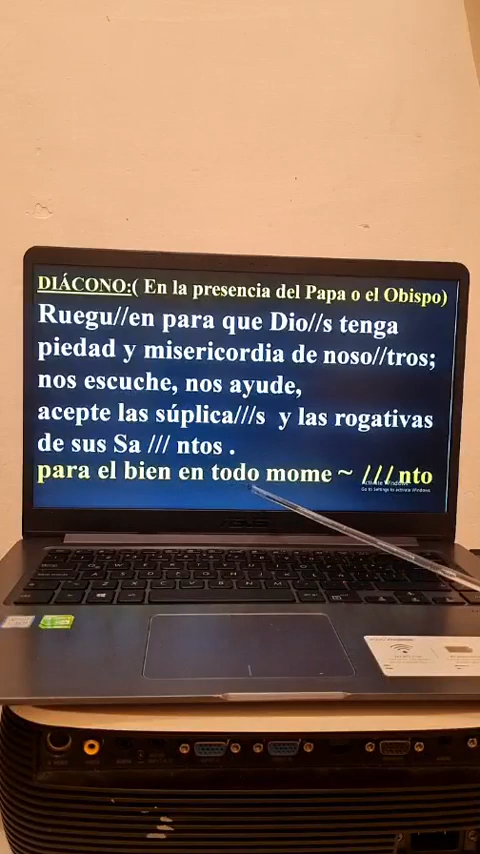 DIÁCONO:( En la presencia del Papa o el Obispo)
Ruegu//en para que Dio//s tenga
piedad y misericordia de noso//tros;
nos escuche, nos ayude,
acepte las súplica///s y las rogativas
de sus Sa /// ntos .
para el bien en todo mome ~ /// nto
Activate Windows
Go to Settings to activate Windows.
ASUS